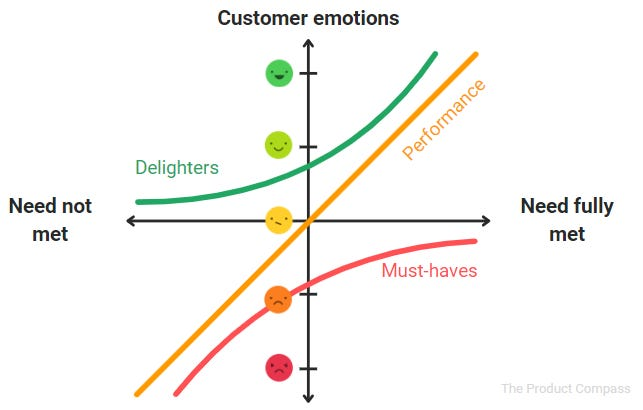 Customer emotions
Performance
Delighters
Need not
met
Need fully
met
Must-haves
The Product Compass